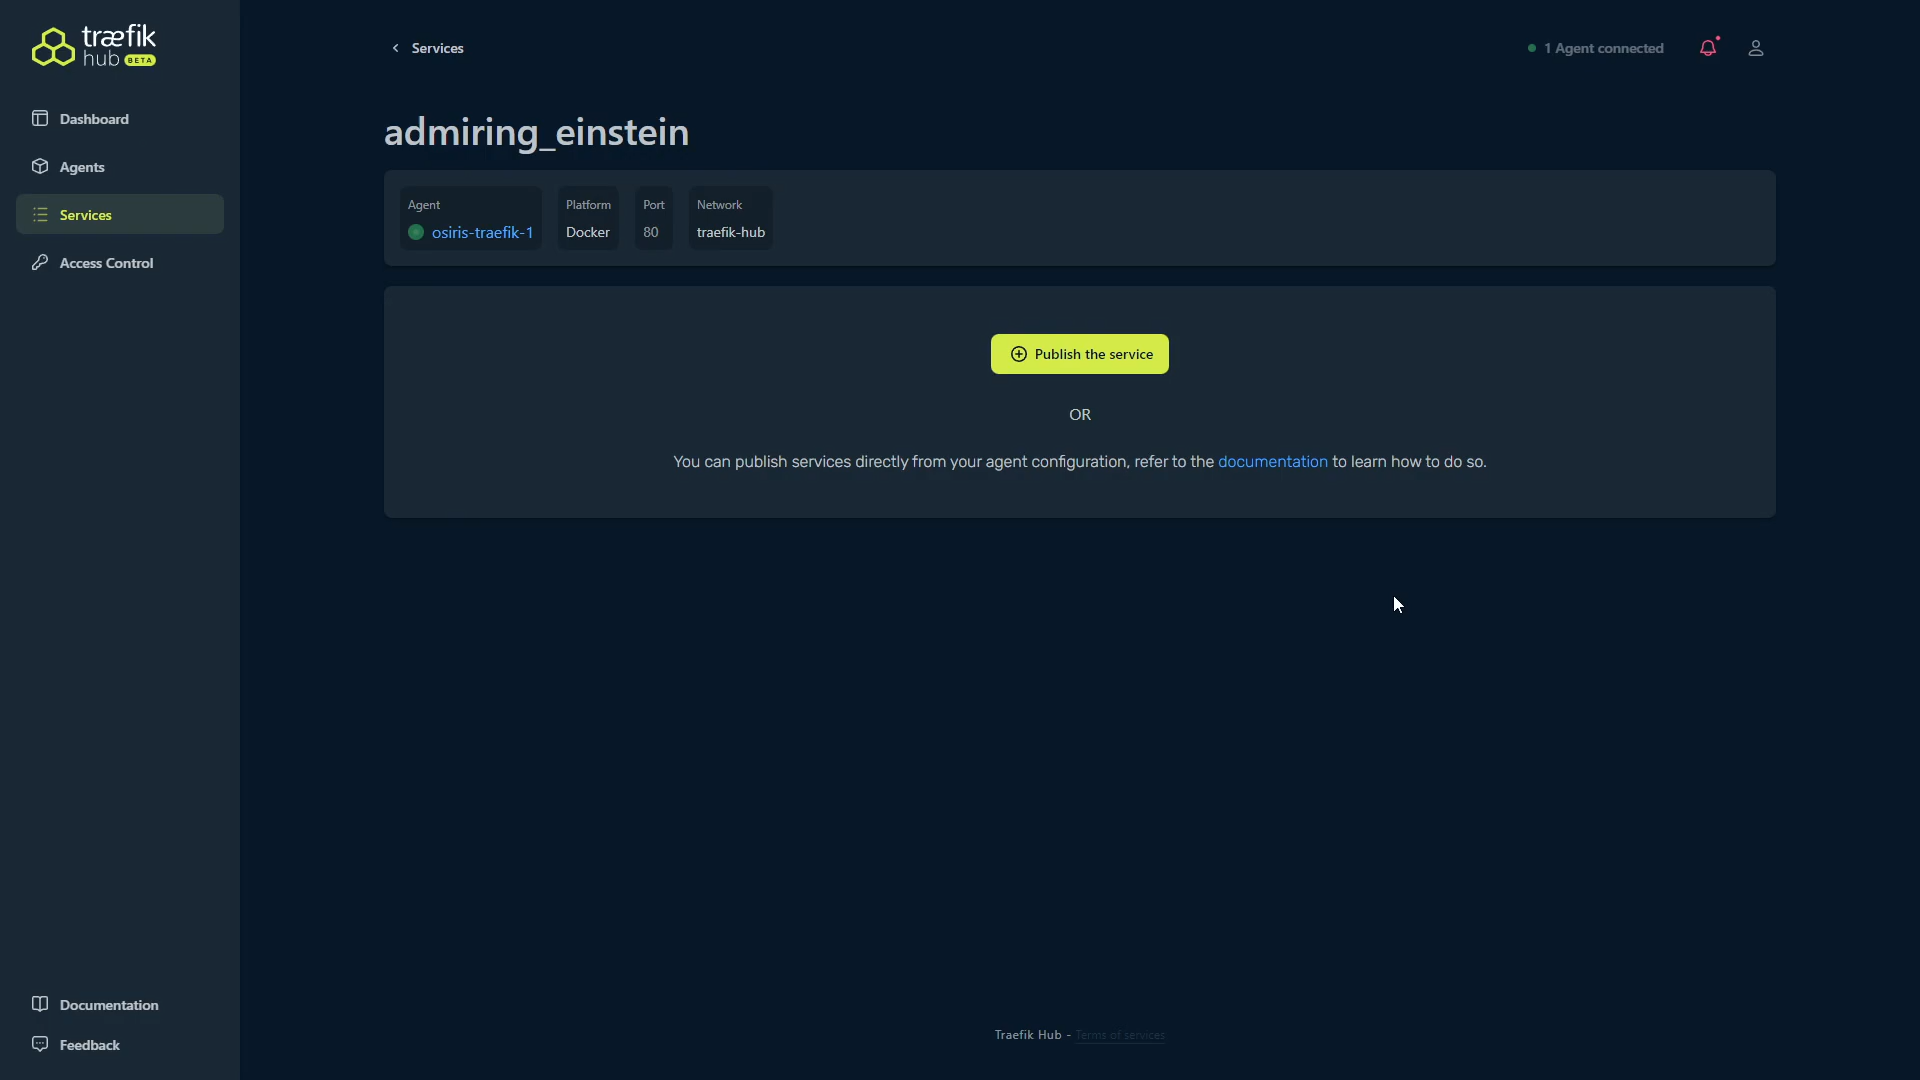 træfik
hub BETA
Dashboard
Agents
Services
Access Control
Documentation
Feedback
Services
1 Agent connected
admiring_einstein
Agent
osiris-traefik-1
Platform
Docker
Port
80
Network
traefik-hub
Publish the service
OR
You can publish services directly from your agent configuration, refer to the documentation to learn how to do so.
Traefik Hub - Terms of services